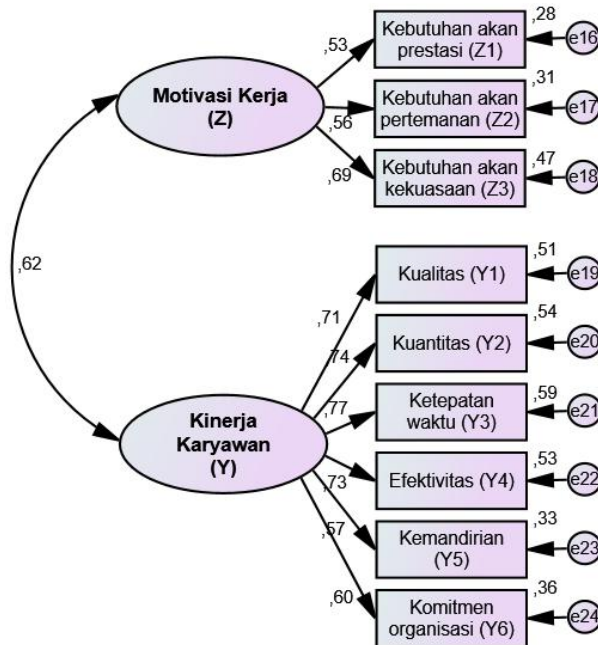 ,28
Kebutuhan akan
prestasi (Z1)
e16
,53
,31
Motivasi Kerja
(Z)
Kebutuhan akan
pertemanan (Z2)
e17
,56
,47
Kebutuhan akan
kekuasaan (Z3)
e18
,69
,62
,51
Kualitas (Y1)
e19
,71
,54
Kuantitas (Y2)
e20
,74
,59
Ketepatan
waktu (Y3)
e21
,77
Kinerja
Karyawan
(Y)
,53
Efektivitas (Y4)
e22
,73
,33
Kemandirian
(Y5)
e23
,57
,36
Komitmen
organisasi (Y6)
e24
,60